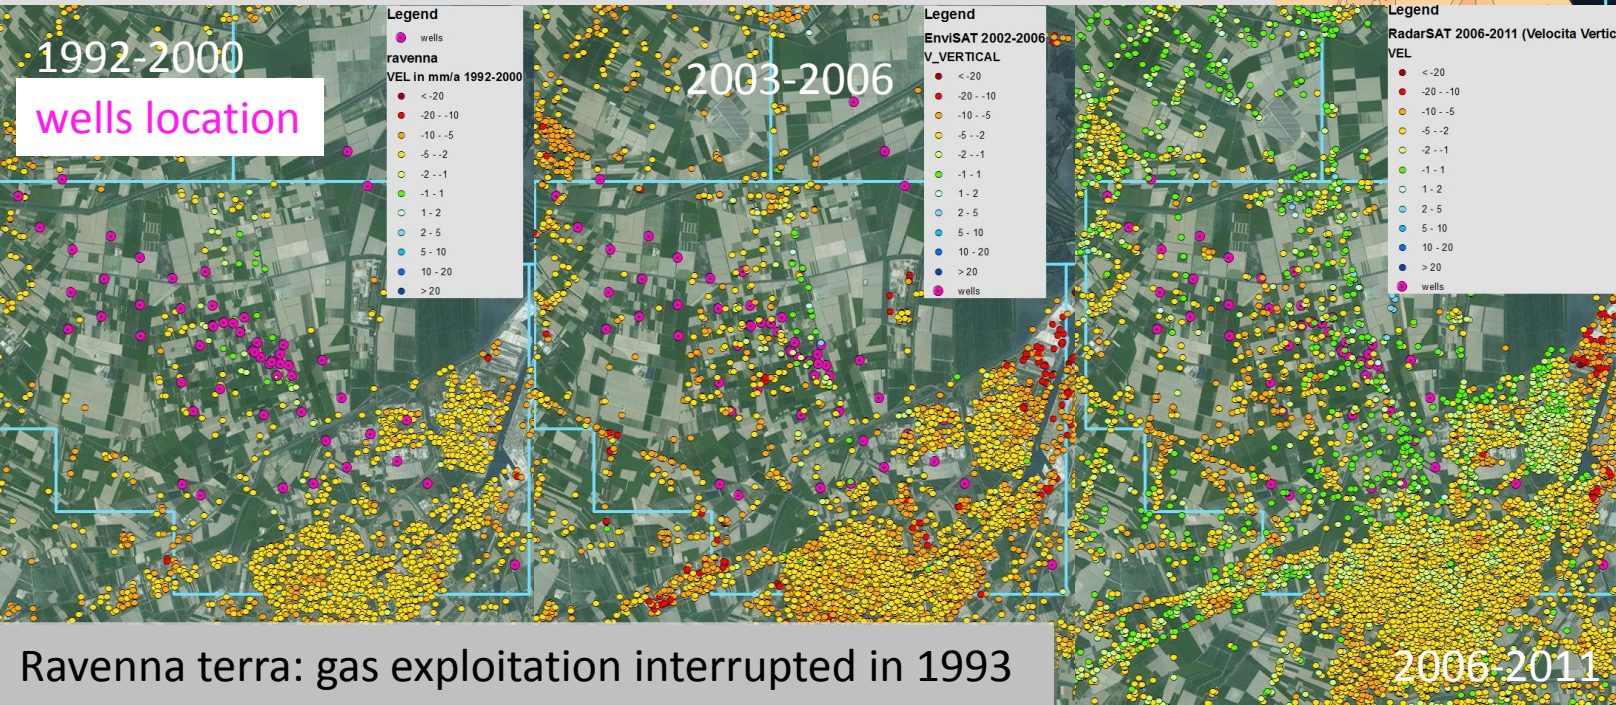 1992-2000
wells location
Legend
wells
ravenna
VEL in mm/a 1992-2000
< -20
-20 - -10
-10 - -5
-5 - -2
-2 - -1
-1 - 1
1 - 2
2 - 5
5 - 10
10 - 20
> 20
2003-2006
Legend
EnviSAT 2002-2006
V_VERTICAL
< -20
-20 - -10
-10 - -5
-5 - -2
-2 - -1
-1 - 1
1 - 2
2 - 5
5 - 10
10 - 20
> 20
wells
Legend
RadarSAT 2006-2011 (Velocita Vertic
VEL
< -20
-20 - -10
-10 - -5
-5 - -2
-2 - -1
-1 - 1
1 - 2
2 - 5
5 - 10
10 - 20
> 20
wells
Ravenna terra: gas exploitation interrupted in 1993
2006-2011